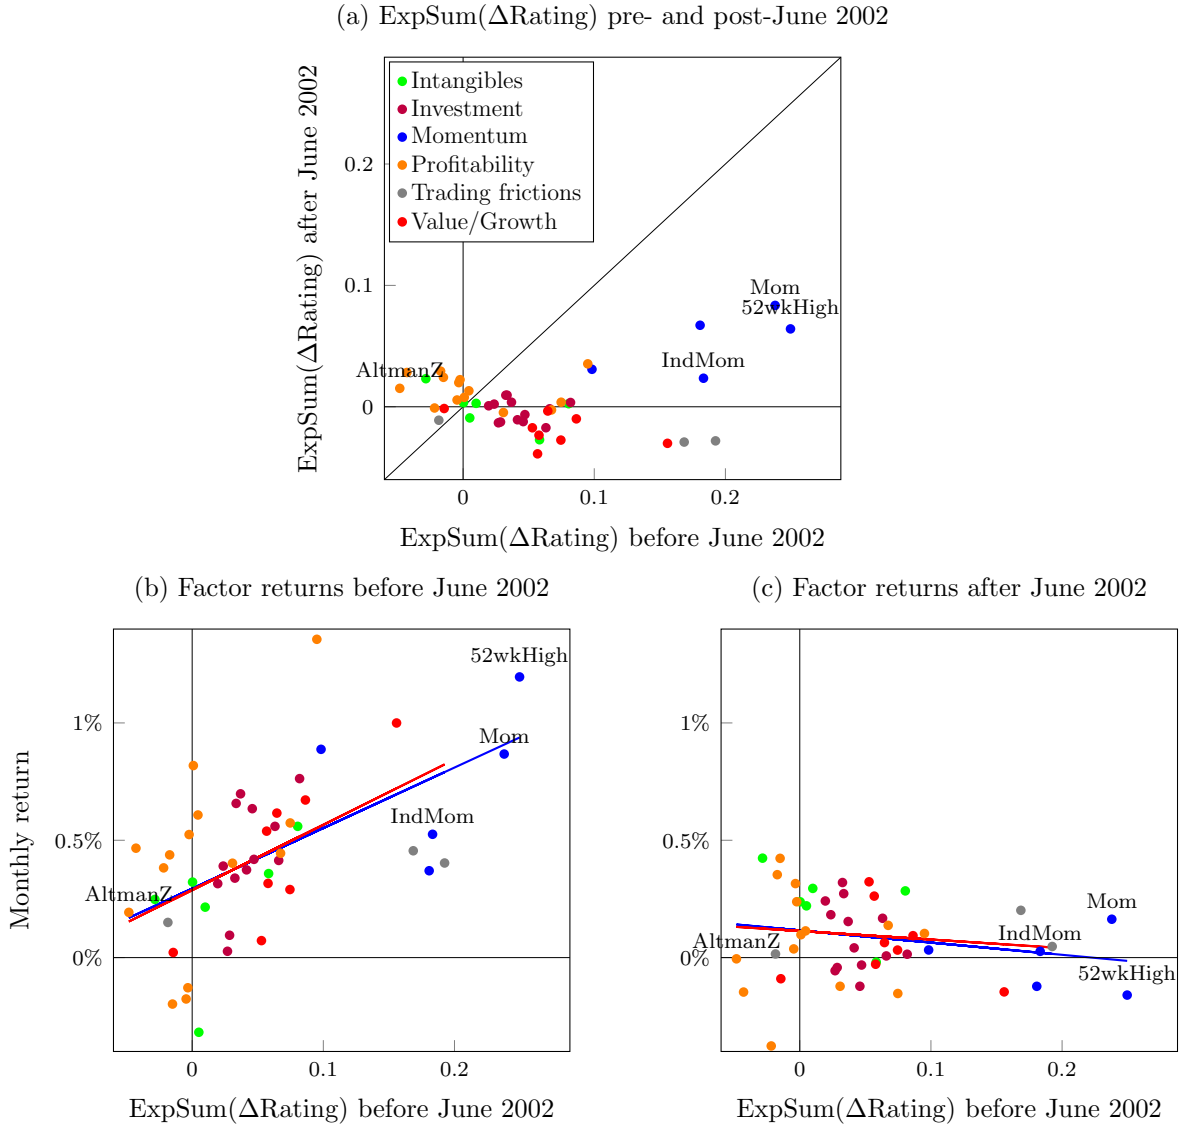 (a) ExpSum(ΔRating) pre- and post-June 2002
ExpSum(ΔRating) after June 2002
Intangibles
Investment
Momentum
Profitability
Trading frictions
Value/Growth
0.2
0.1
0
Mom
52wkHigh
IndMom
AltmanZ
0
0.1
0.2
ExpSum(ΔRating) before June 2002
(b) Factor returns before June 2002
Monthly return
1%
0.5%
0%
52wkHigh
Mom
IndMom
AltmanZ
0
0.1
0.2
ExpSum(ΔRating) before June 2002
(c) Factor returns after June 2002
1%
0.5%
0%
Mom
IndMom
AltmanZ
52wkHigh
0
0.1
0.2
ExpSum(ΔRating) before June 2002